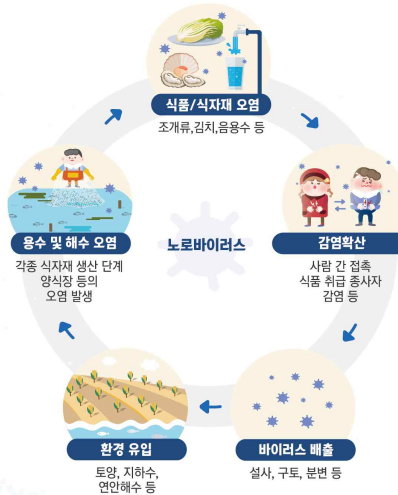 식품/식자재 오염
조개류,김치,음용수 등
감염확산
사람 간 접촉
식품 취급 종사자
감염 등
바이러스 배출
설사, 구토, 분변 등
환경 유입
토양, 지하수,
연안해수 등
용수 및 해수 오염
각종 식자재 생산 단계
양식장 등의
오염 발생
노로바이러스